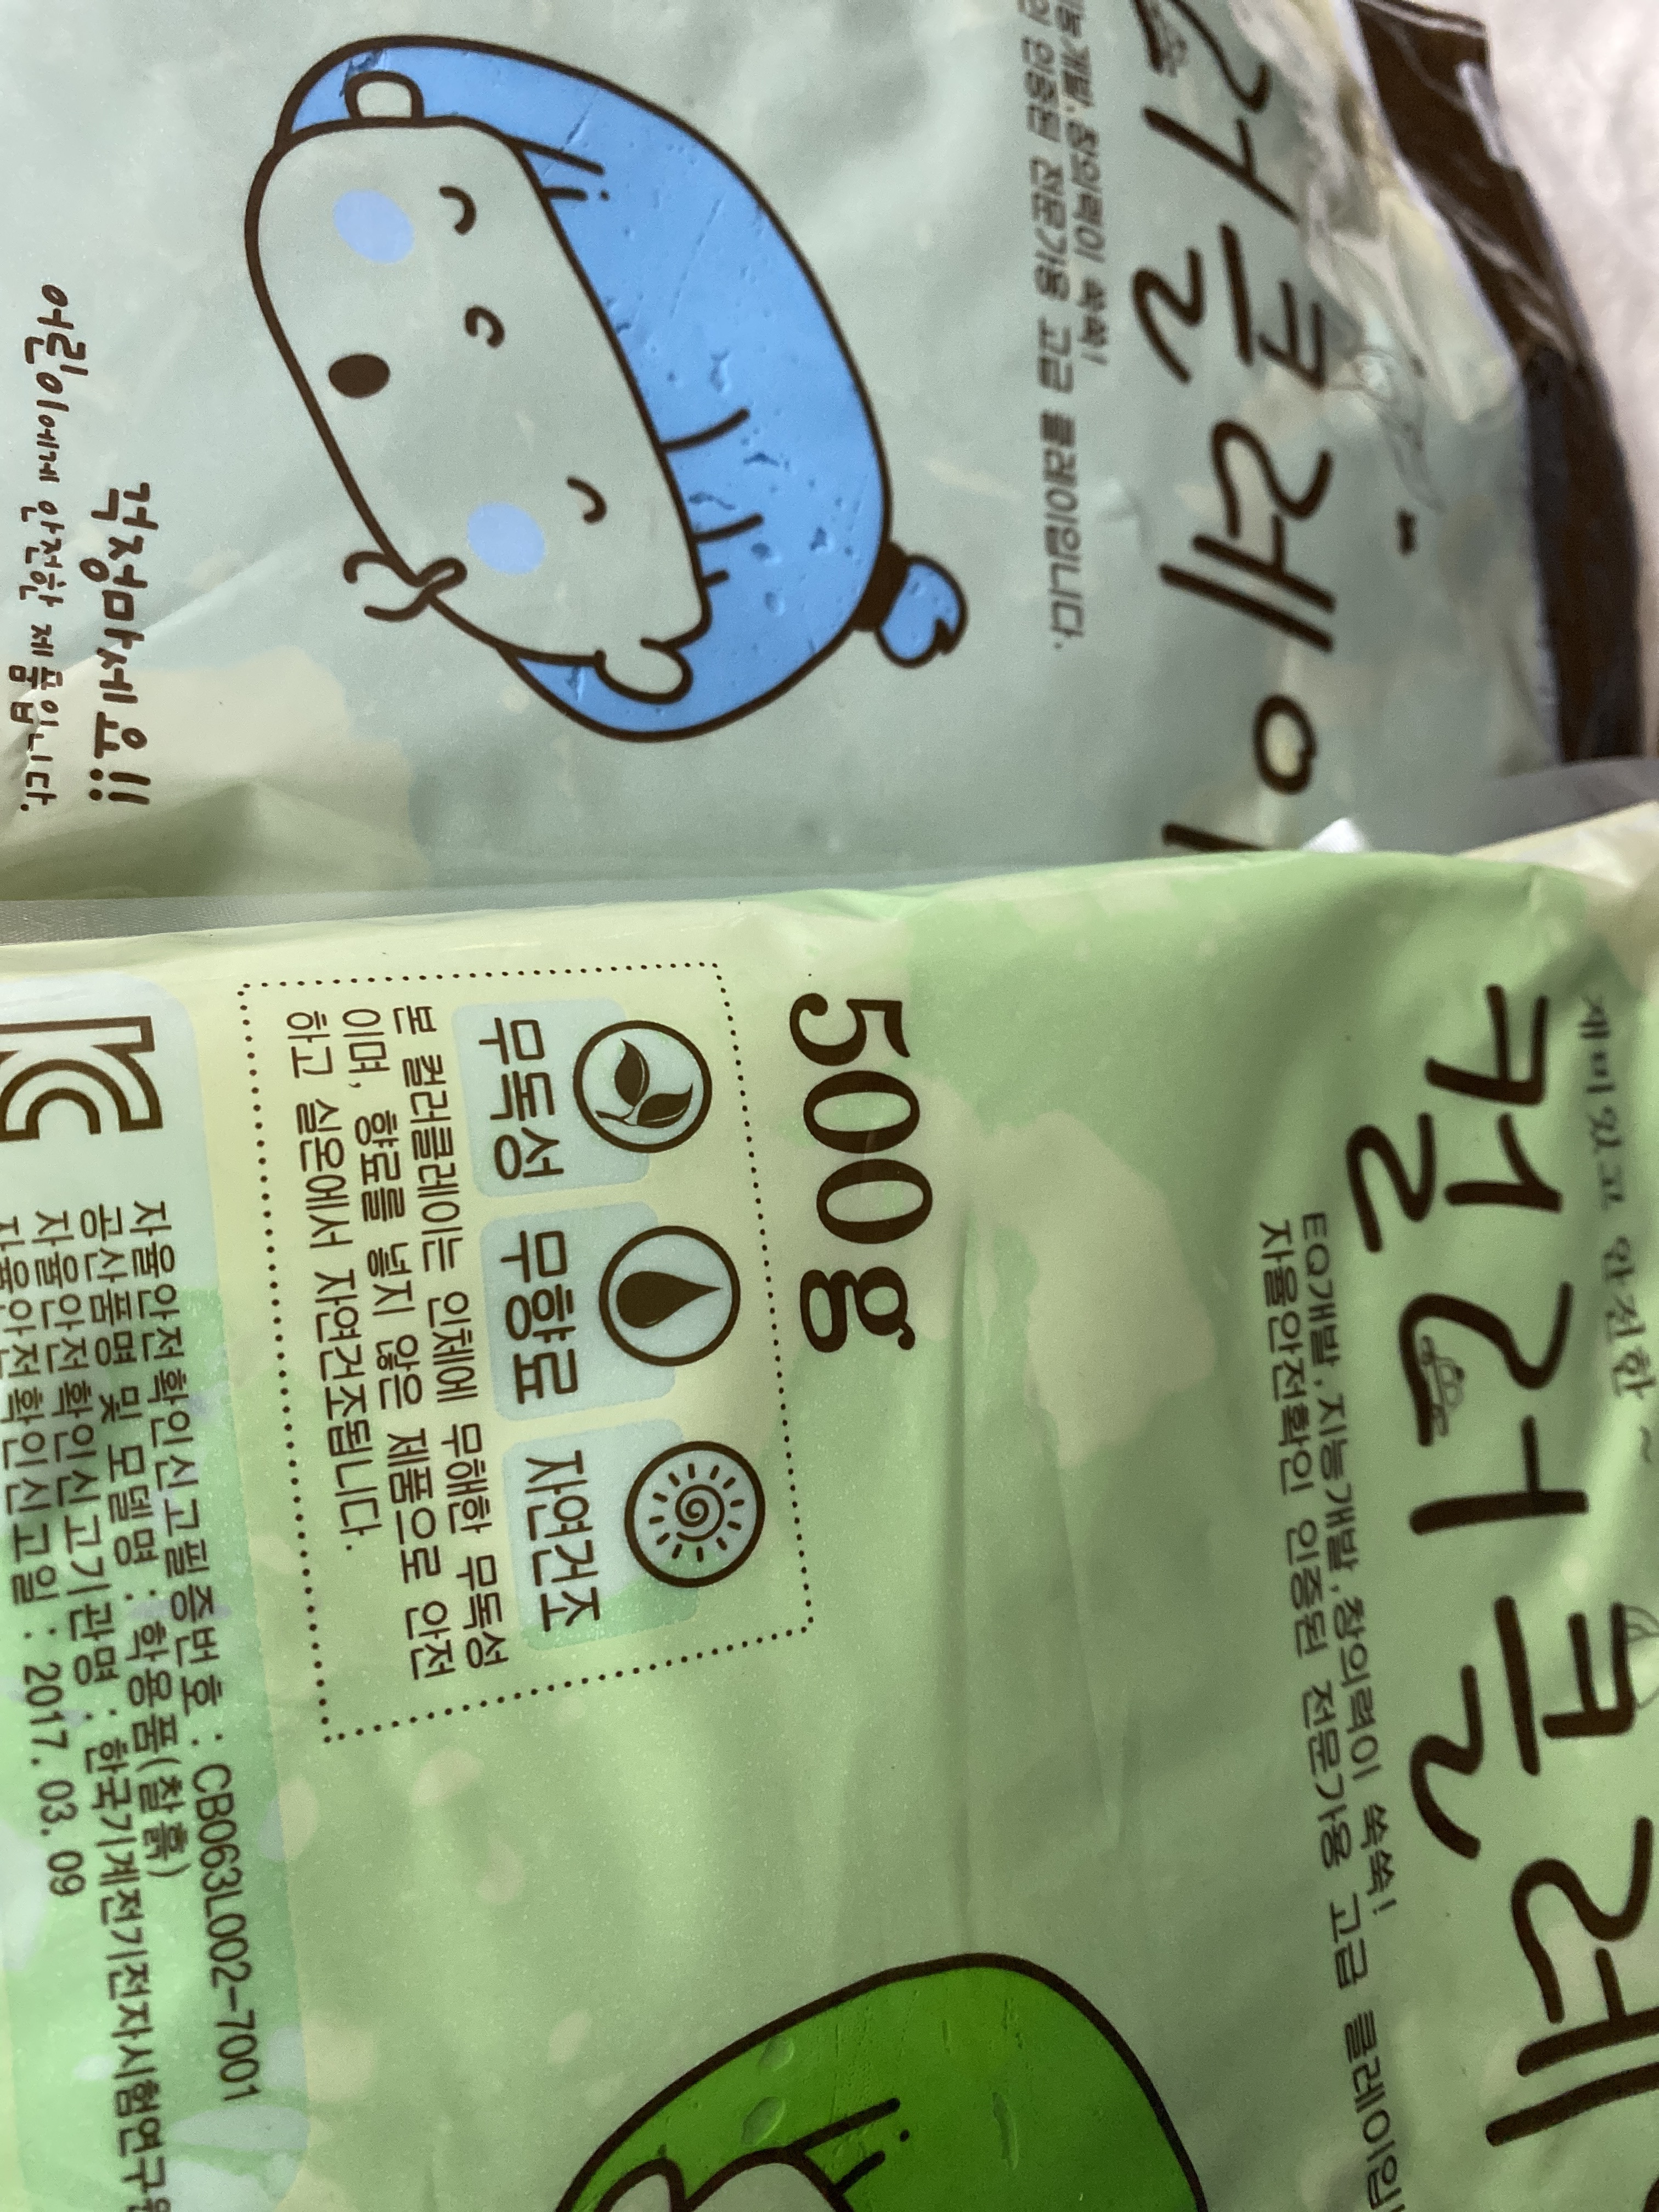 러클레이
지능개발, 창의력이 쑥쑥!
인증된 전문가용 고급 클레이입니다.
걱정마세요!!
어린이에게 안전한 제품입니다.
재미있고 안전한~
컬러클레
EQ개발, 지능개발, 창의력이 쑥쑥!
자율안전확인 인증된 전문가용 고급 클레이입
500g
무독성 무향료 자연건조
본 컬러클레이는 인체에 무해한 무독성
이며, 향료를 넣지 않은 제품으로 안전
하고 실온에서 자연건조됩니다.
자율안전확인신고필증번호 : CB063L002-7001
공산품명 및 모델명 : 학용품(찰흙)
자율안전확인신고기관명 : 한국기계전기전자시험연구원
자율안전확인신고일 : 2017. 03. 09